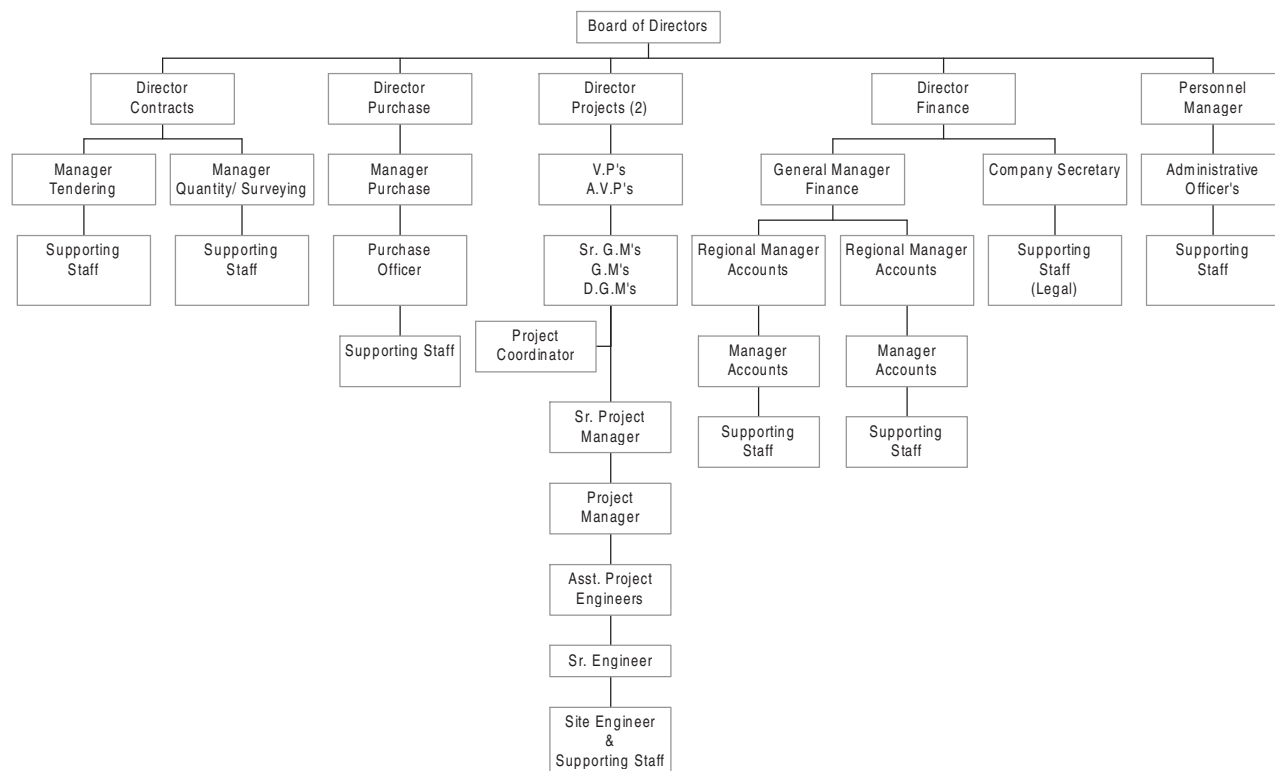 Board of Directors
Director
Contracts
Director
Purchase
Director
Projects (2)
Director
Finance
Personnel
Manager
Manager
Tendering
Manager
Quantity/ Surveying
Manager
Purchase
V.P's
A.V.P's
General Manager
Finance
Company Secretary
Administrative
Officer's
Supporting
Staff
Supporting
Staff
Purchase
Officer
Sr. G.M's
G.M's
D.G.M's
Regional Manager
Accounts
Regional Manager
Accounts
Supporting
Staff
(Legal)
Supporting
Staff
Supporting Staff
Project
Coordinator
Manager
Accounts
Manager
Accounts
Sr. Project
Manager
Supporting
Staff
Supporting
Staff
Project
Manager
Asst. Project
Engineers
Sr. Engineer
Site Engineer
&
Supporting Staff